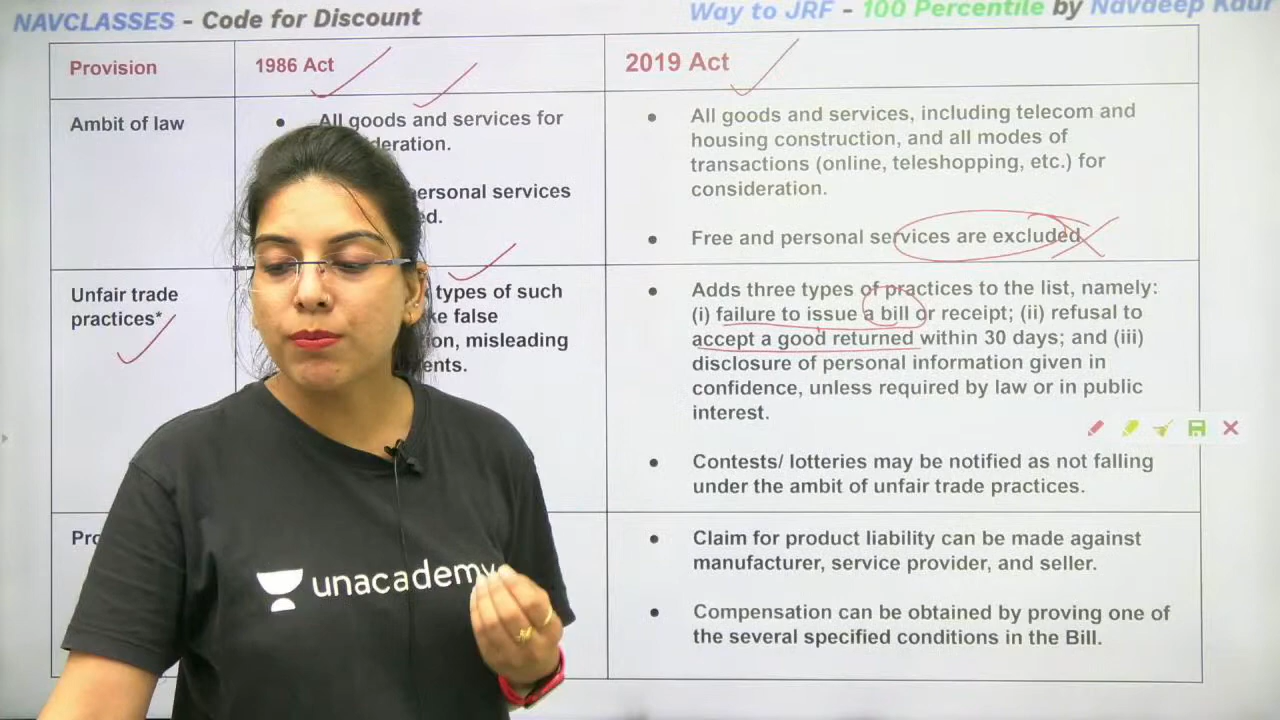 NAVCLASSES - Code for Discount
Way to JRF - 100 Percentile by Navdeep Kaur
Provision
1986 Act
2019 Act
Ambit of law
All goods and services for
personal services
All goods and services, including telecom and
housing construction, and all modes of
transactions (online, teleshopping, etc.) for
consideration.
Free and personal services are excluded
Unfair trade
practices*
types of such
false
misleading
Adds three types of practices to the list, namely:
(i) failure to issue a bill or receipt; (ii) refusal to
accept a good returned within 30 days; and (iii)
disclosure of personal information given in
confidence, unless required by law or in public
interest.
Contests/ lotteries may be notified as not falling
under the ambit of unfair trade practices.
Claim for product liability can be made against
manufacturer, service provider, and seller.
Compensation can be obtained by proving one of
the several specified conditions in the Bill.
unacademy